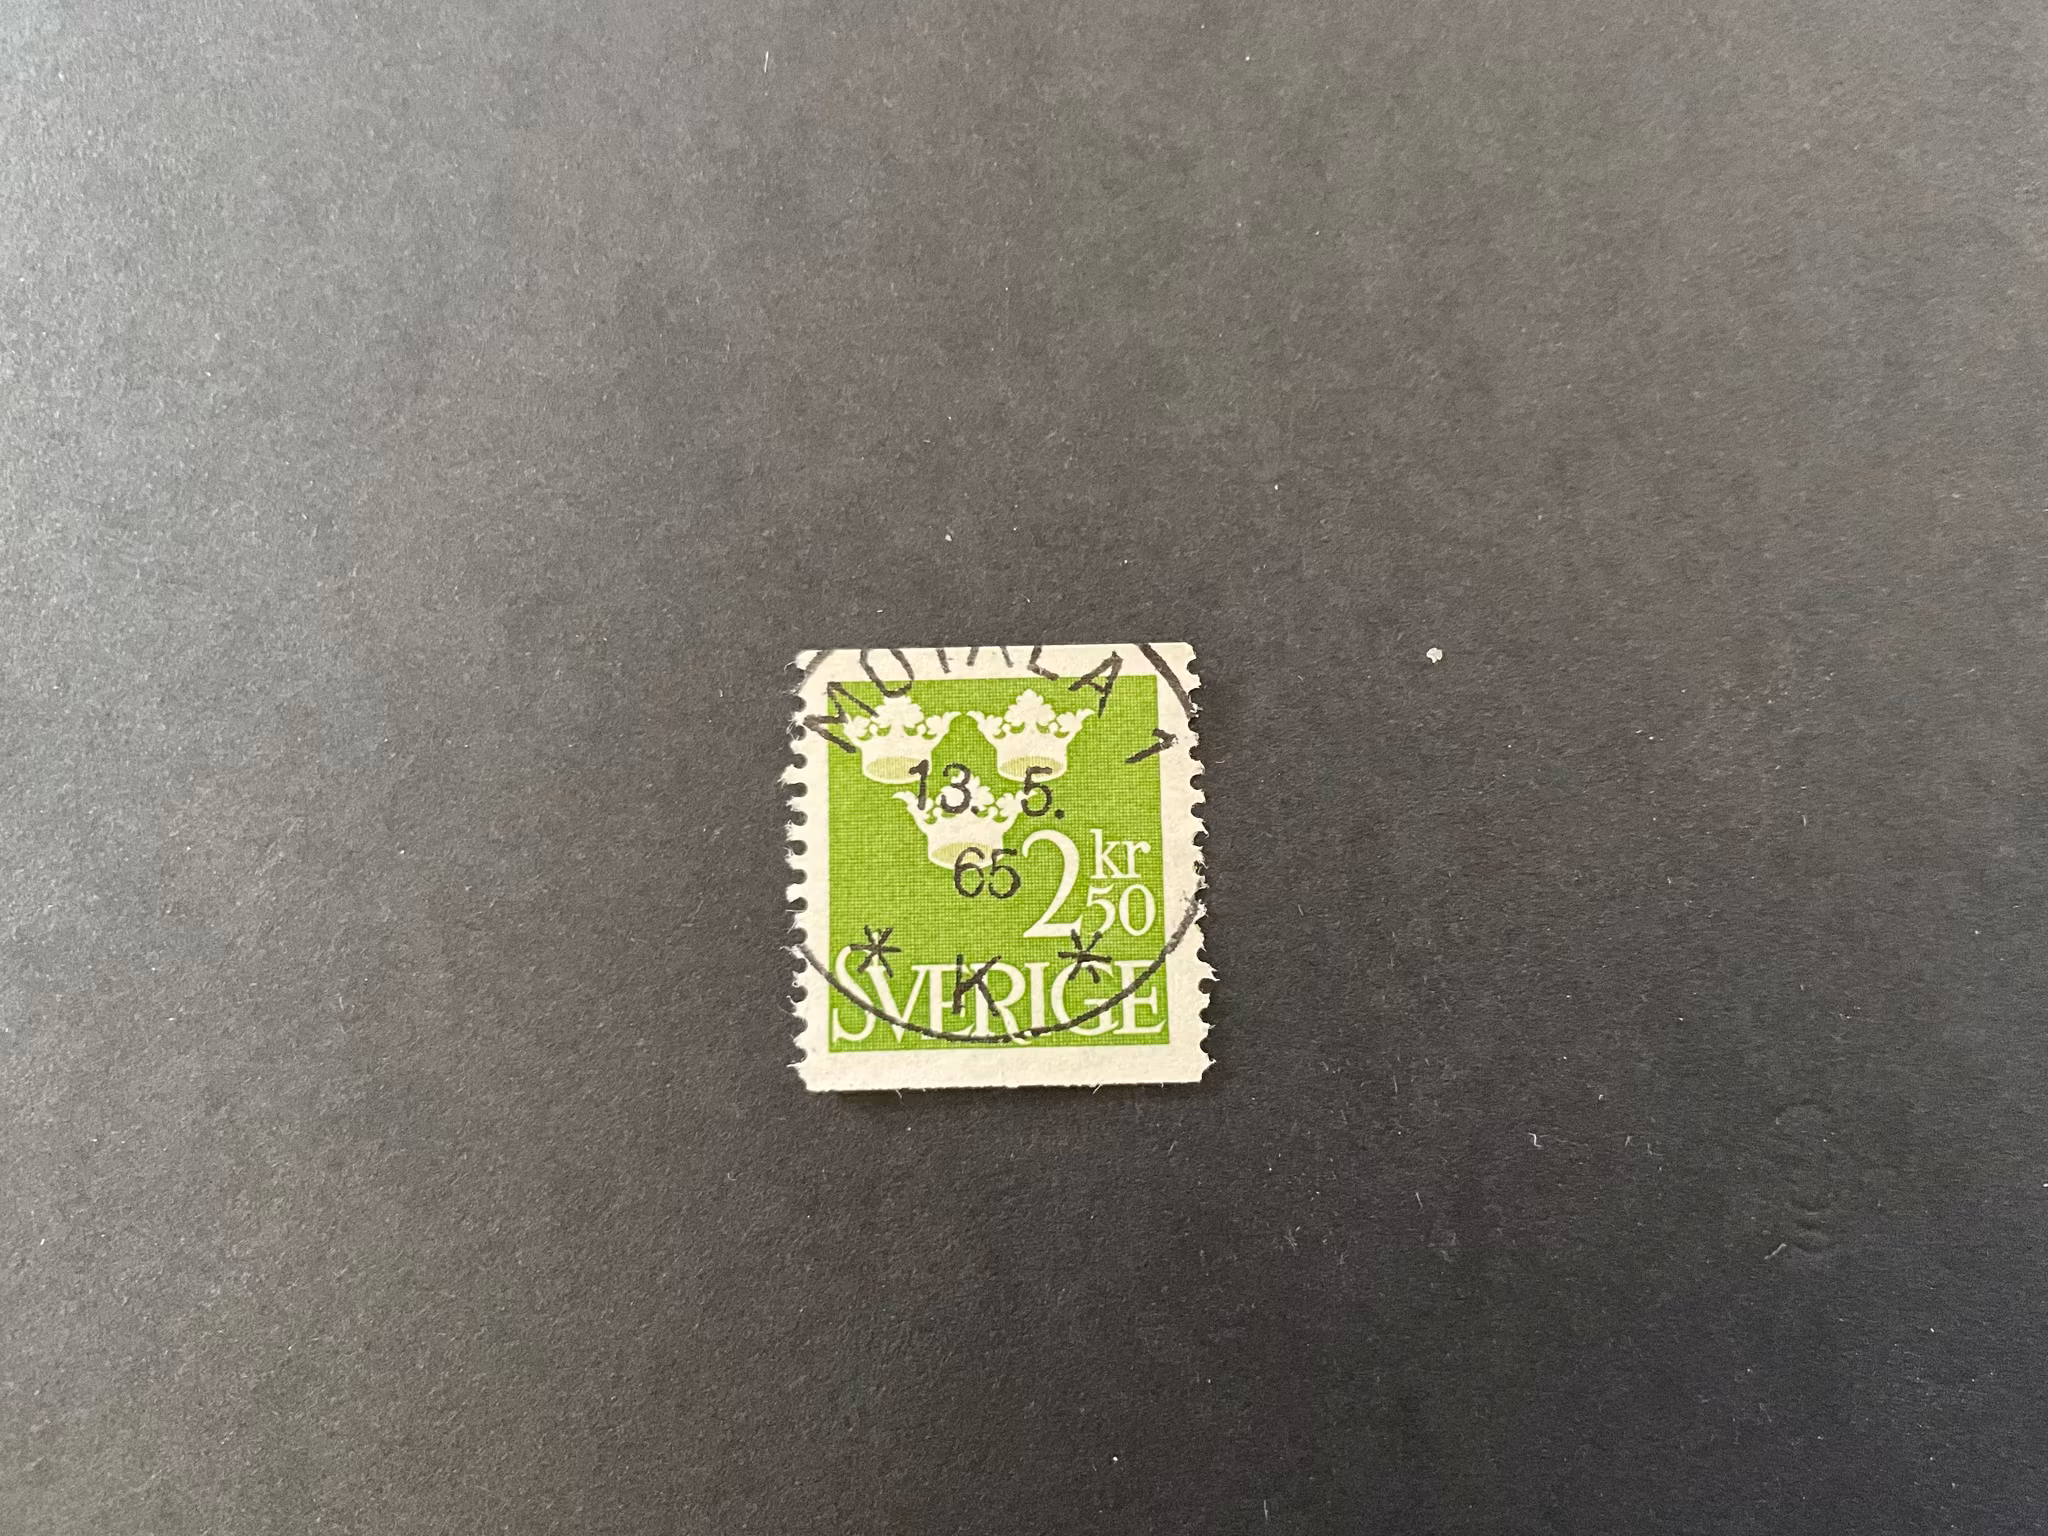 MOTALA 1
13. 5.
65
2 kr
50
* K *
SVERIGE